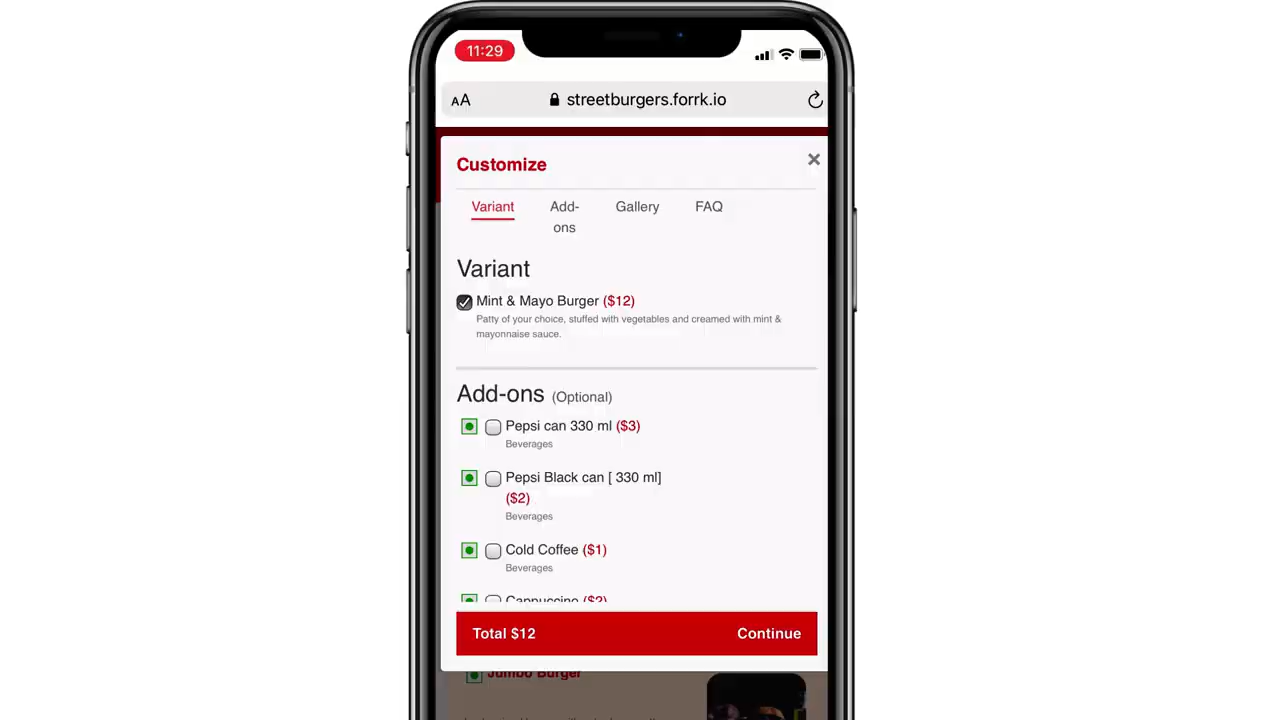 11:29
AA streetburgers.forrk.io
Customize ×
Variant Add- Gallery FAQ
ons
Variant
Mint & Mayo Burger ($12)
Patty of your choice, stuffed with vegetables and creamed with mint &
mayonnaise sauce.
Add-ons (Optional)
Pepsi can 330 ml ($3)
Beverages
Pepsi Black can [ 330 ml]
($2)
Beverages
Cold Coffee ($1)
Beverages
Cappuccino ($2)
Total $12 Continue
Jumbo Burger